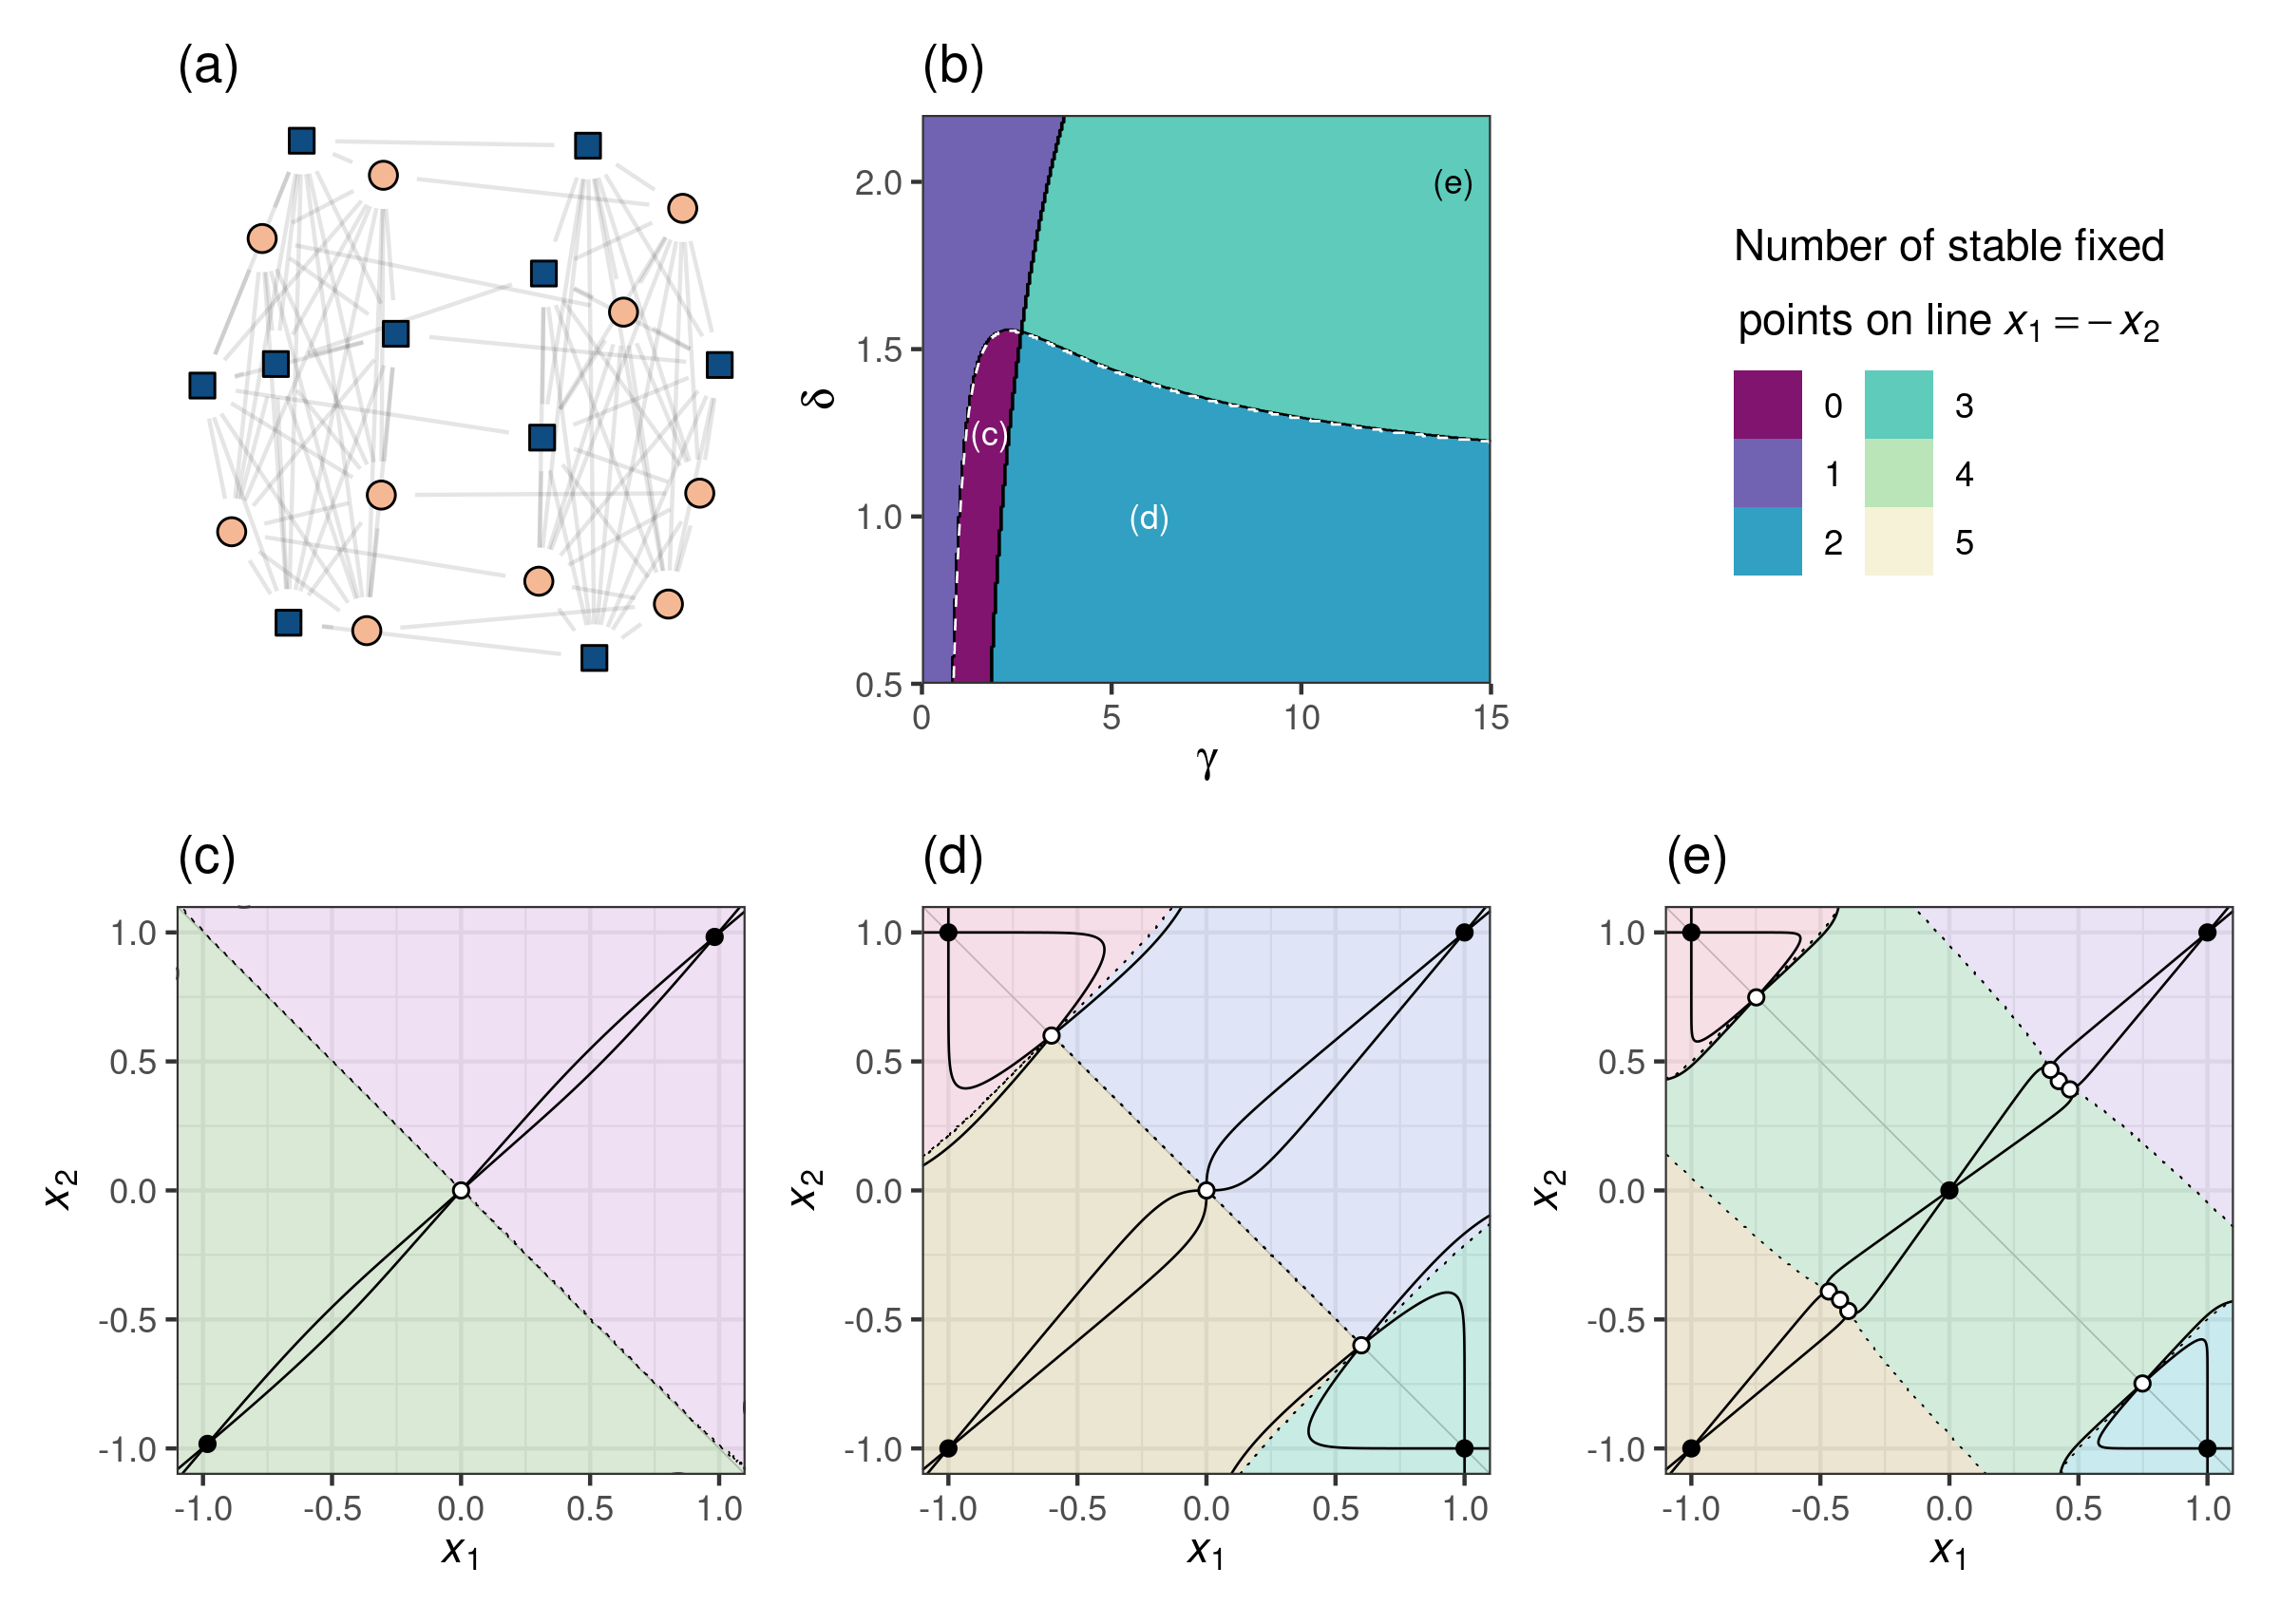 (a)
(b)
2.0
1.5
1.0
0.5
δ
(e)
(c)
(d)
0
5
10
15
γ
Number of stable fixed
points on line x₁ = − x₂
0
3
1
4
2
5
(c)
1.0
0.5
0.0
-0.5
-1.0
x₂
-1.0
-0.5
0.0
0.5
1.0
x₁
(d)
1.0
0.5
0.0
-0.5
-1.0
x₂
-1.0
-0.5
0.0
0.5
1.0
x₁
(e)
1.0
0.5
0.0
-0.5
-1.0
x₂
-1.0
-0.5
0.0
0.5
1.0
x₁